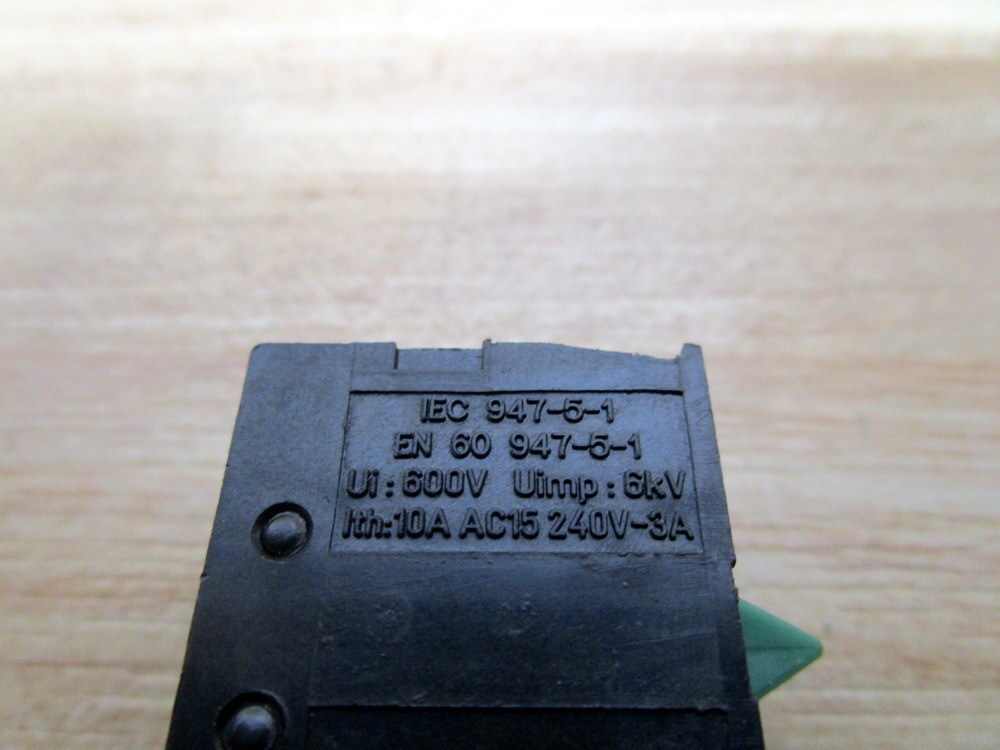 IEC 947-5-1
EN 60 947-5-1
Ui : 600V Uimp : 6kV
Ith:10A AC15 240V-3A